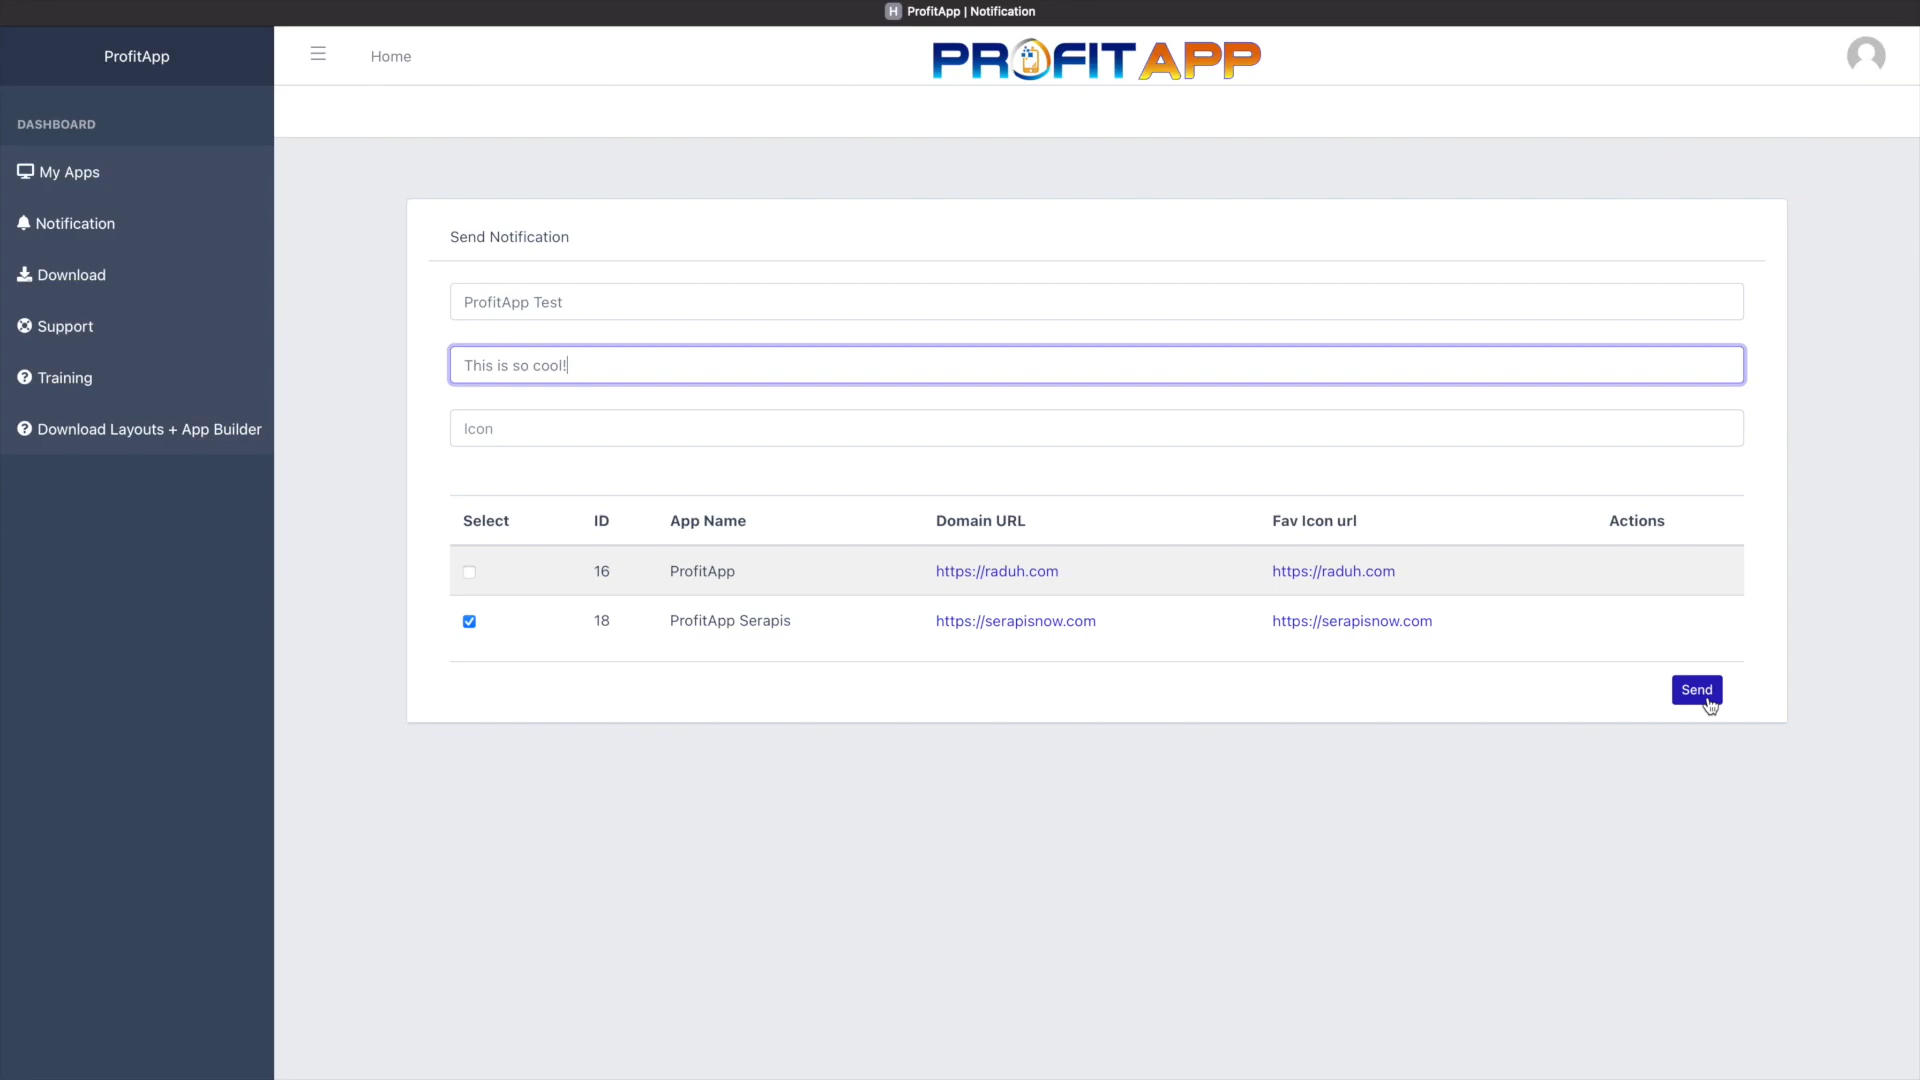 H ProfitApp | Notification
ProfitApp
Home
PROFITAPP
DASHBOARD
My Apps
Notification
Download
Support
Training
Download Layouts + App Builder
Send Notification
ProfitApp Test
This is so cool!
Icon
Select ID App Name Domain URL Fav Icon url Actions
16 ProfitApp https://raduh.com https://raduh.com
18 ProfitApp Serapis https://serapisnow.com https://serapisnow.com
Send